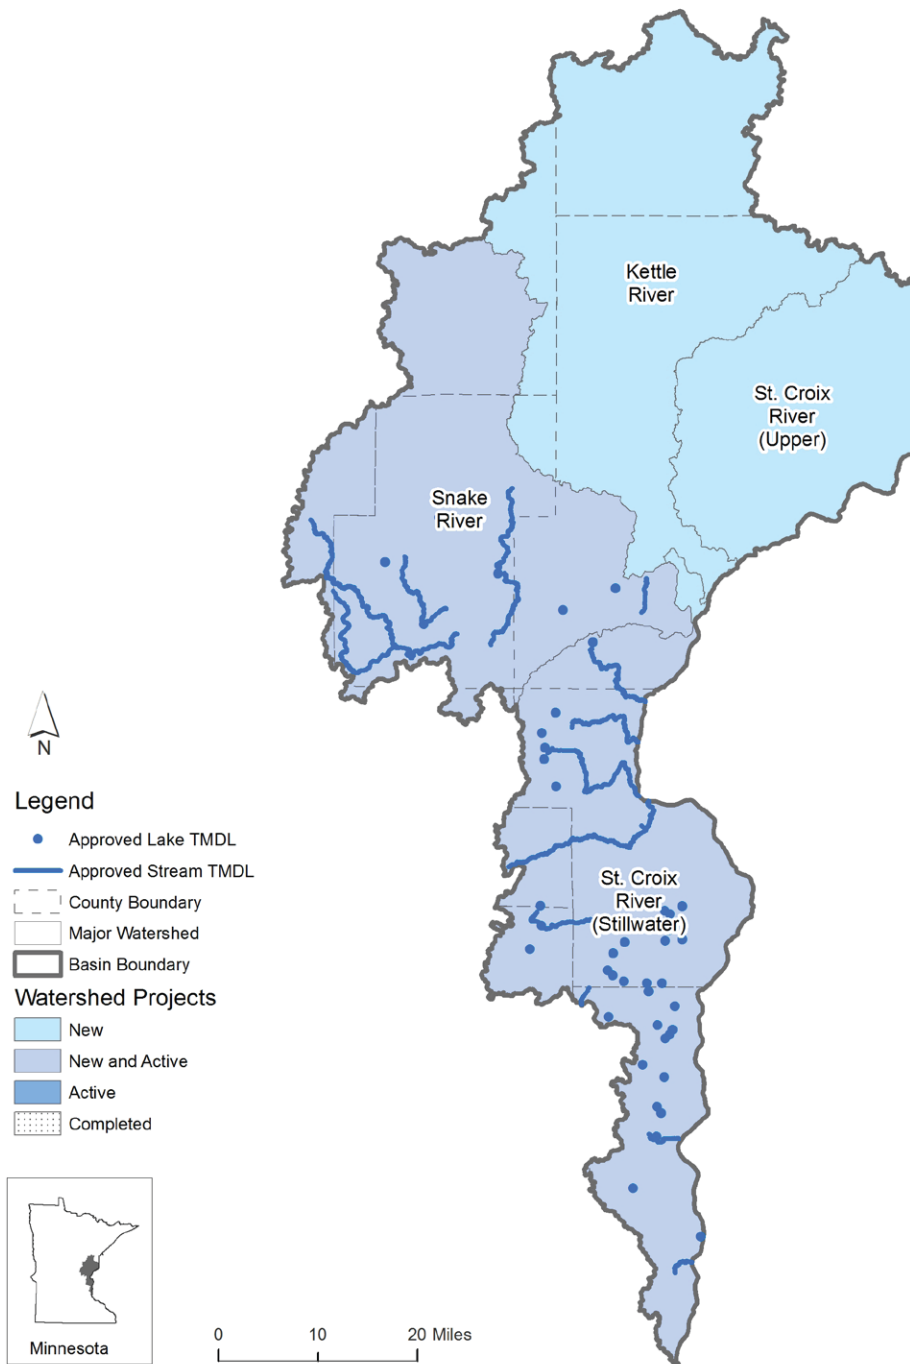 Kettle
River
St. Croix
River
(Upper)
Snake
River
N
Legend
Approved Lake TMDL
Approved Stream TMDL
County Boundary
Major Watershed
Basin Boundary
Watershed Projects
New
New and Active
Active
Completed
St. Croix
River
(Stillwater)
Minnesota
0 10 20 Miles